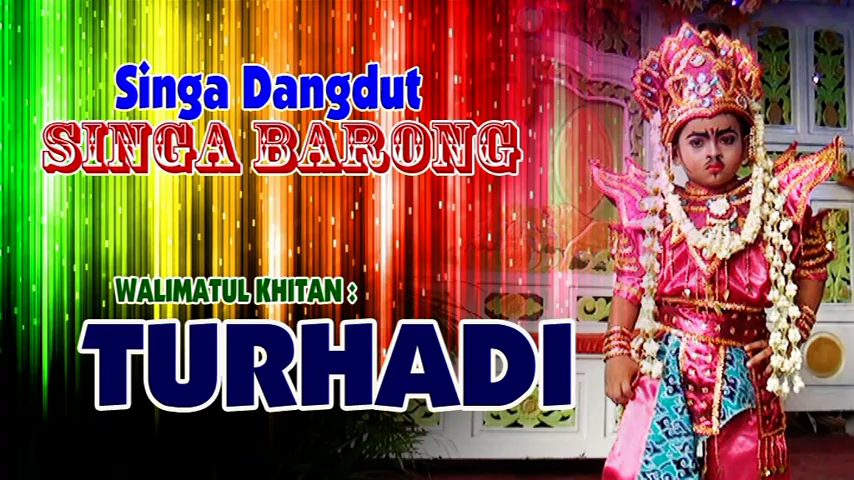 Singa Dangdut
SINGA BARONG
WALIMATUL KHITAN :
TURHADI